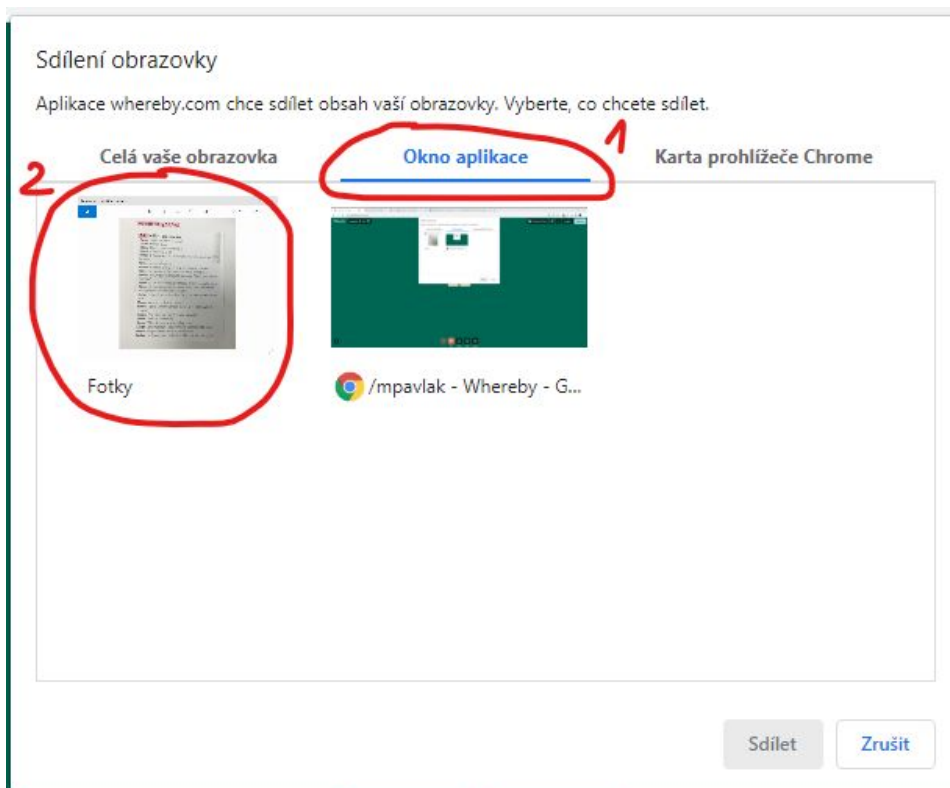 Sdílení obrazovky
Aplikace whereby.com chce sdílet obsah vaší obrazovky. Vyberte, co chcete sdílet.
1
Celá vaše obrazovka Okno aplikace Karta prohlížeče Chrome
2
Fotky /mpavlak - Whereby - G...
Sdílet Zrušit